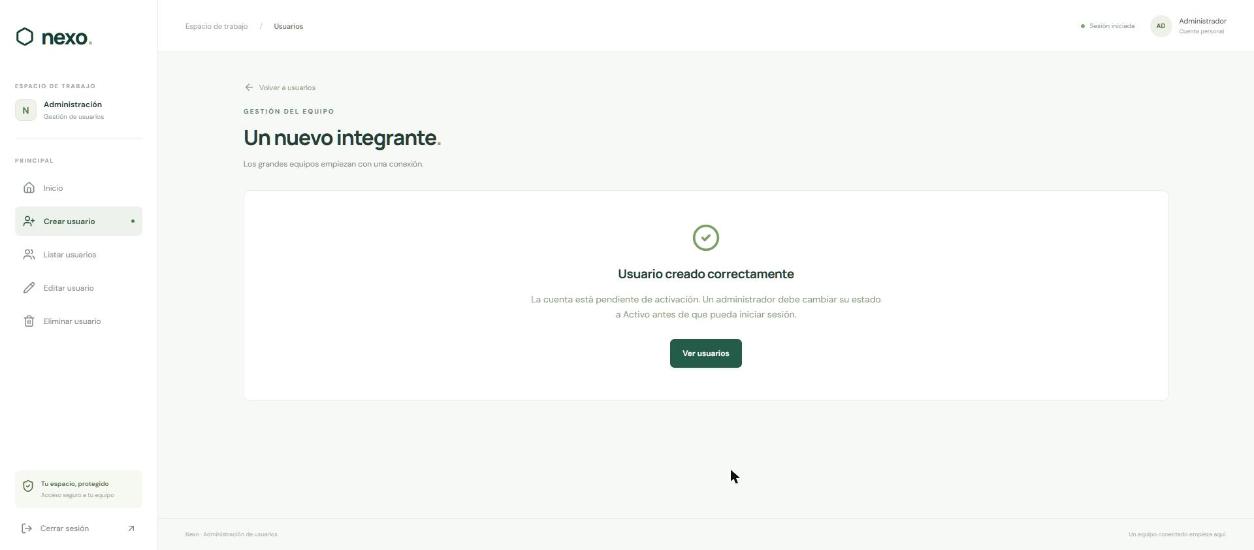 nexo.
Espacio de trabajo / Usuarios
Sesión iniciada
AD
Administrador
Cuenta personal
ESPACIO DE TRABAJO
N
Administración
Gestión de usuarios
PRINCIPAL
Inicio
Crear usuario
Listar usuarios
Editar usuario
Eliminar usuario
Tu espacio, protegido
Acceso seguro a tu equipo
Cerrar sesión
Volver a usuarios
GESTIÓN DEL EQUIPO
Un nuevo integrante.
Los grandes equipos empiezan con una conexión.
Usuario creado correctamente
La cuenta está pendiente de activación. Un administrador debe cambiar su estado
a Activo antes de que pueda iniciar sesión.
Ver usuarios
Nexo · Administración de usuarios
Un equipo conectado empieza aquí.